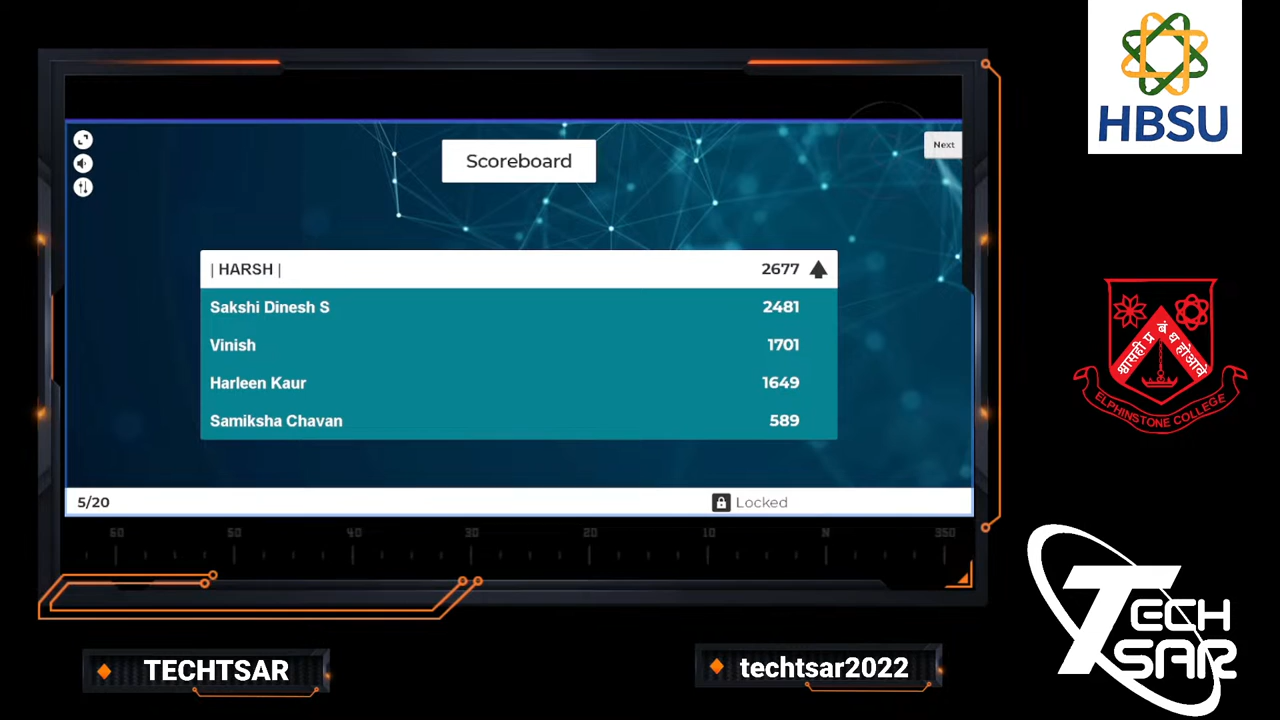 HBSU
Scoreboard
Next
| HARSH | 2677
Sakshi Dinesh S 2481
Vinish 1701
Harleen Kaur 1649
Samiksha Chavan 589
5/20
Locked
60 50 40 30 20 10 N 350
ELPHINSTONE COLLEGE
TECH
SAR
TECHTSAR
techtsar2022